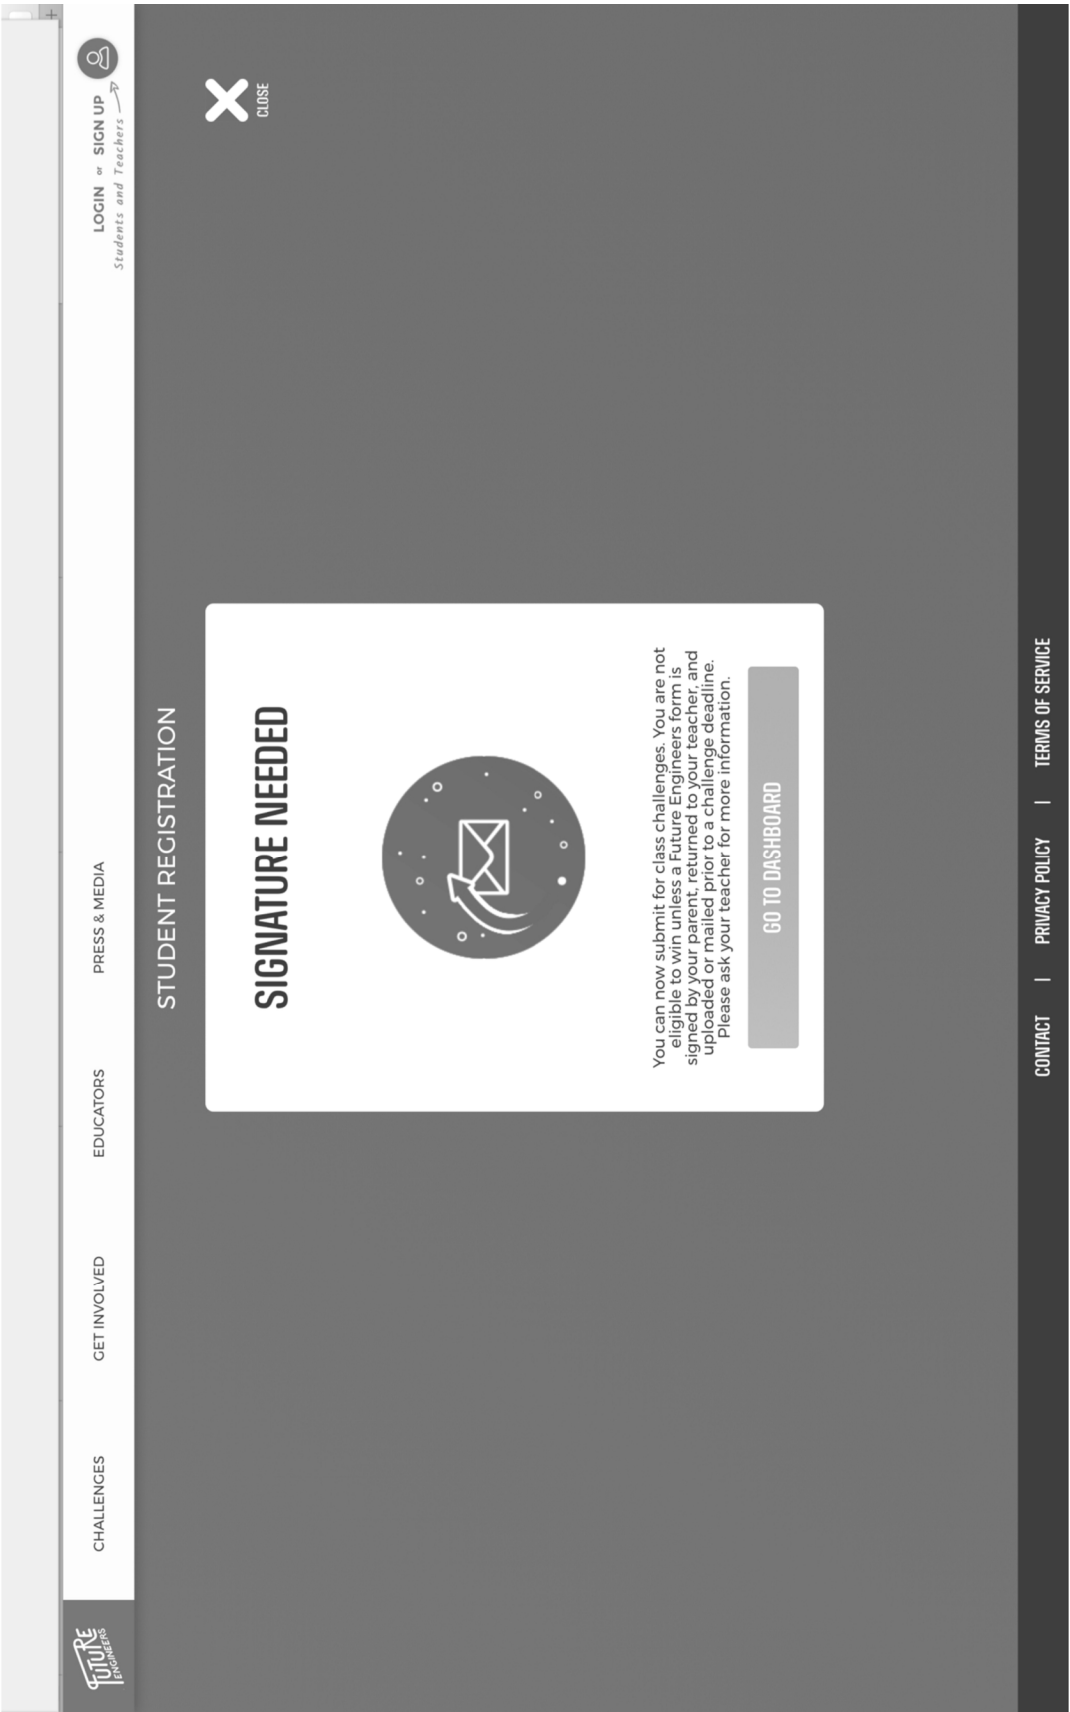 FUTURE
ENGINEERS
CHALLENGES
GET INVOLVED
EDUCATORS
PRESS & MEDIA
LOGIN or SIGN UP
Students and Teachers
+
STUDENT REGISTRATION
CLOSE
SIGNATURE NEEDED
You can now submit for class challenges. You are not
eligible to win unless a Future Engineers form is
signed by your parent, returned to your teacher, and
uploaded or mailed prior to a challenge deadline.
Please ask your teacher for more information.
GO TO DASHBOARD
CONTACT | PRIVACY POLICY | TERMS OF SERVICE